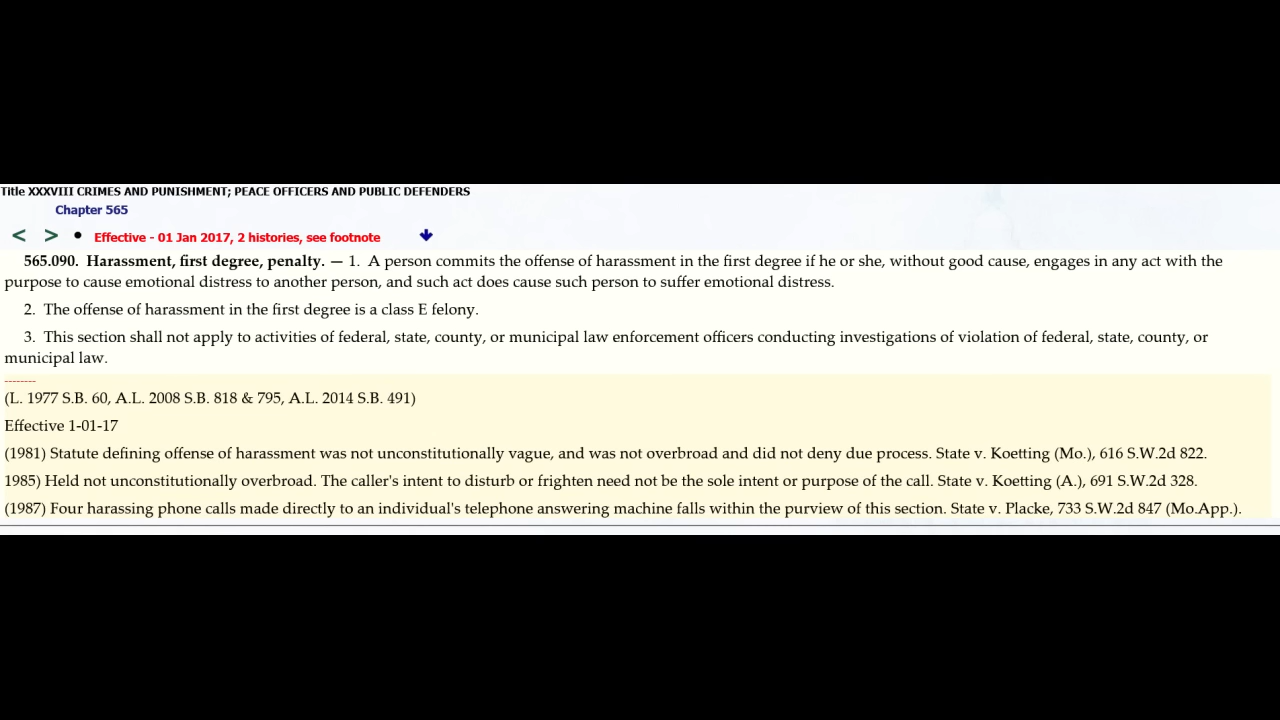 Title XXXVIII CRIMES AND PUNISHMENT; PEACE OFFICERS AND PUBLIC DEFENDERS
Chapter 565
< > • Effective - 01 Jan 2017, 2 histories, see footnote
565.090. Harassment, first degree, penalty. — 1. A person commits the offense of harassment in the first degree if he or she, without good cause, engages in any act with the
purpose to cause emotional distress to another person, and such act does cause such person to suffer emotional distress.
2. The offense of harassment in the first degree is a class E felony.
3. This section shall not apply to activities of federal, state, county, or municipal law enforcement officers conducting investigations of violation of federal, state, county, or
municipal law.
--------
(L. 1977 S.B. 60, A.L. 2008 S.B. 818 & 795, A.L. 2014 S.B. 491)
Effective 1-01-17
(1981) Statute defining offense of harassment was not unconstitutionally vague, and was not overbroad and did not deny due process. State v. Koetting (Mo.), 616 S.W.2d 822.
1985) Held not unconstitutionally overbroad. The caller's intent to disturb or frighten need not be the sole intent or purpose of the call. State v. Koetting (A.), 691 S.W.2d 328.
(1987) Four harassing phone calls made directly to an individual's telephone answering machine falls within the purview of this section. State v. Placke, 733 S.W.2d 847 (Mo.App.).